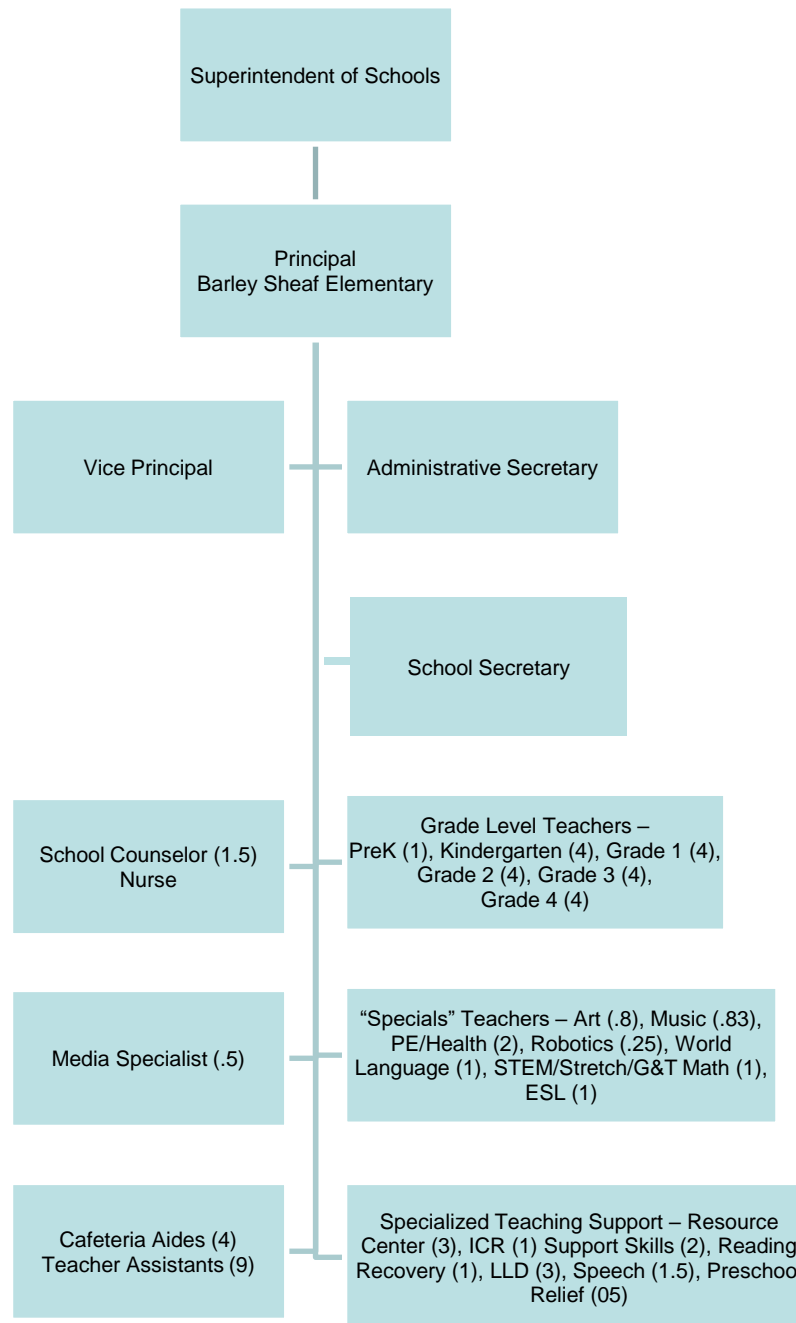 Superintendent of Schools
Principal
Barley Sheaf Elementary
Vice Principal
Administrative Secretary
School Secretary
School Counselor (1.5)
Nurse
Grade Level Teachers –
PreK (1), Kindergarten (4), Grade 1 (4),
Grade 2 (4), Grade 3 (4),
Grade 4 (4)
Media Specialist (.5)
“Specials” Teachers – Art (.8), Music (.83),
PE/Health (2), Robotics (.25), World
Language (1), STEM/Stretch/G&T Math (1),
ESL (1)
Cafeteria Aides (4)
Teacher Assistants (9)
Specialized Teaching Support – Resource
Center (3), ICR (1) Support Skills (2), Reading
Recovery (1), LLD (3), Speech (1.5), Preschool
Relief (05)